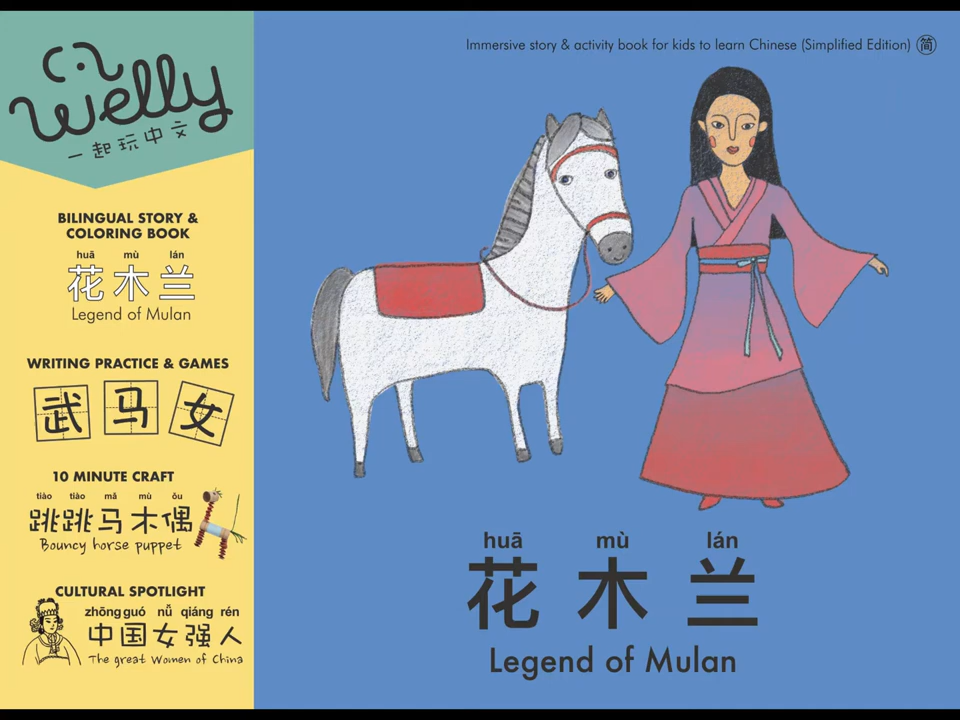 welly
一起玩中文
BILINGUAL STORY &
COLORING BOOK
huā mù lán
花木兰
Legend of Mulan
WRITING PRACTICE & GAMES
武 马 女
10 MINUTE CRAFT
tiào tiào mǎ mù ǒu
跳跳马木偶
Bouncy horse puppet
CULTURAL SPOTLIGHT
zhōng guó nǚ qiáng rén
中国女强人
The great Women of China
Immersive story & activity book for kids to learn Chinese (Simplified Edition) 简
huā mù lán
花木兰
Legend of Mulan